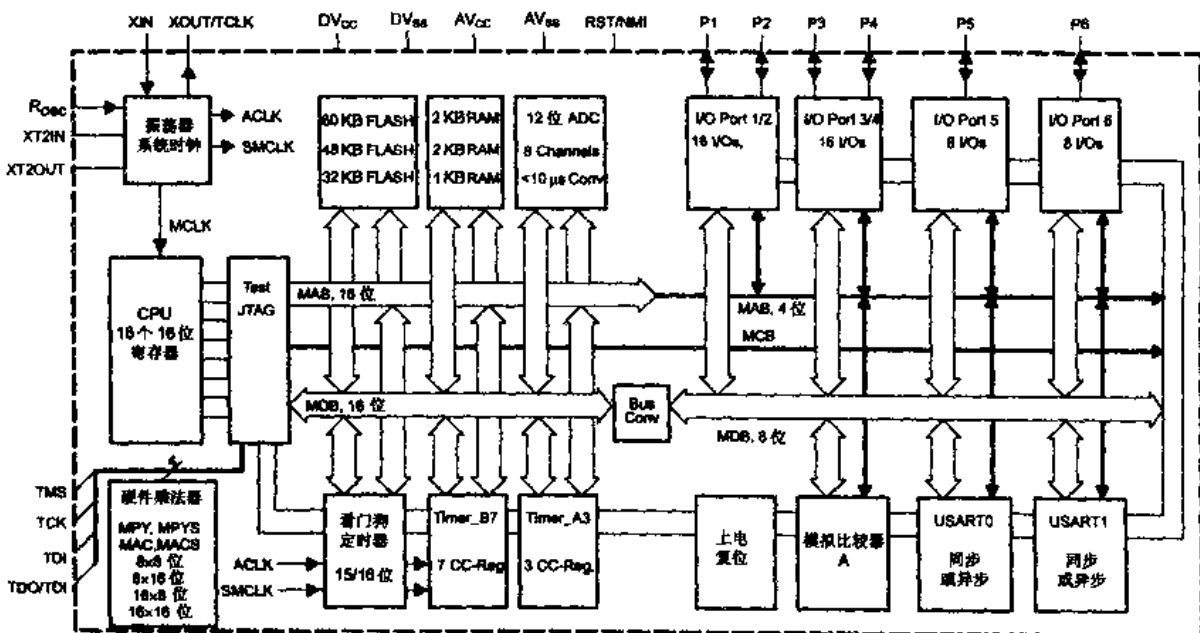 XIN XOUT/TCLK DVCC DVSS AVCC AVSS RST/NMI P1 P2 P3 P4 P5 P6
ROSC
XT2IN
XT2OUT
振荡器
系统时钟
ACLK
SMCLK
MCLK
60 KB FLASH
48 KB FLASH
32 KB FLASH
2 KB RAM
2 KB RAM
1 KB RAM
12 位 ADC
8 Channels
<10 μs Conv
I/O Port 1/2
16 I/Os,
I/O Port 3/4
16 I/Os
I/O Port 5
8 I/Os
I/O Port 6
8 I/Os
CPU
16 个 16 位
寄存器
Test
JTAG
MAB, 16 位
MAB, 4 位
MCB
MDB, 16 位
Bus
Conv
MDB, 8 位
TMS
TCK
TDI
TDO/TDI
硬件乘法器
MPY, MPYS
MAC, MACS
8×8 位
8×16 位
16×8 位
16×16 位
ACLK
SMCLK
看门狗
定时器
15/16 位
Timer_B7
7 CC-Reg.
Timer_A3
3 CC-Reg.
上电
复位
模拟比较器
A
USART0
同步
或异步
USART1
同步
或异步